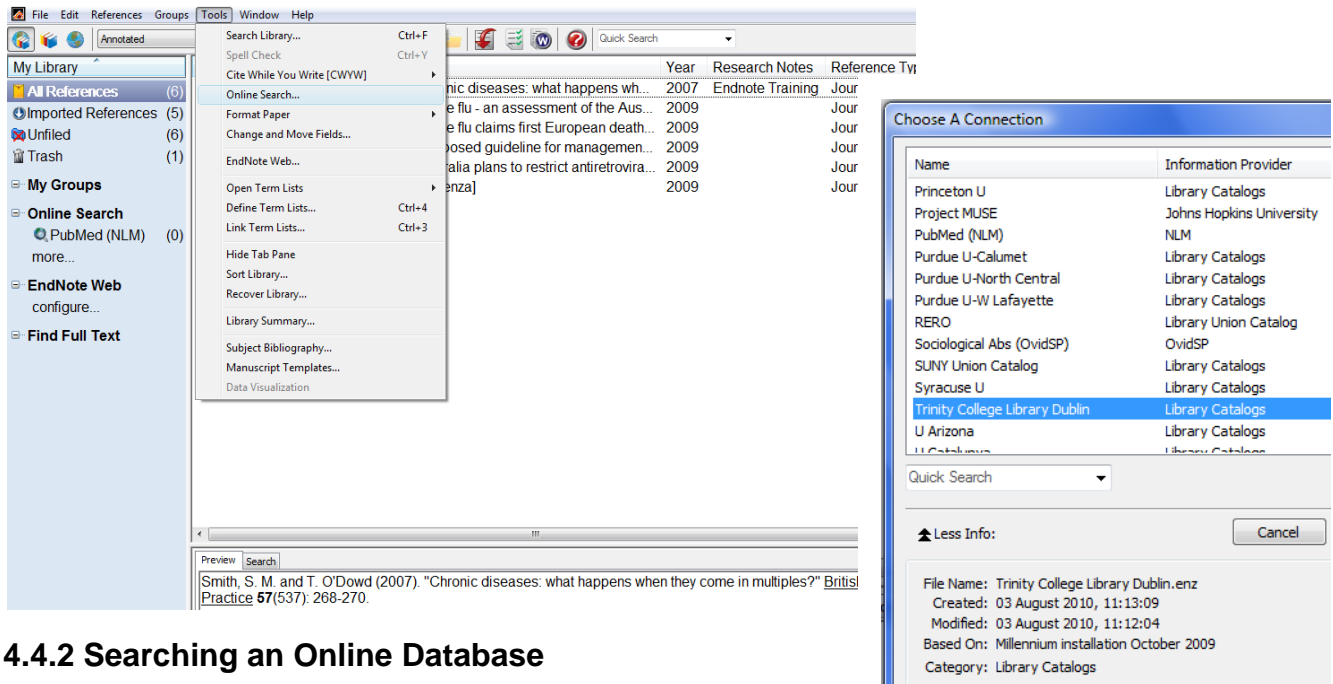 File Edit References Groups Tools Window Help
Annotated
Quick Search
My Library
All References (6)
Imported References (5)
Unfiled (6)
Trash (1)
My Groups
Online Search
PubMed (NLM) (0)
more...
EndNote Web
configure...
Find Full Text
Search Library... Ctrl+F
Spell Check Ctrl+Y
Cite While You Write [CWYW]
Online Search...
Format Paper
Change and Move Fields...
EndNote Web...
Open Term Lists
Define Term Lists... Ctrl+4
Link Term Lists... Ctrl+3
Hide Tab Pane
Sort Library...
Recover Library...
Library Summary...
Subject Bibliography...
Manuscript Templates...
Data Visualization
Year Research Notes Reference Typ
nic diseases: what happens wh... 2007 Endnote Training Jour
e flu - an assessment of the Aus... 2009 Jour
e flu claims first European death... 2009 Jour
posed guideline for managemen... 2009 Jour
alia plans to restrict antiretrovira... 2009 Jour
enza] 2009 Jour
Preview Search
Smith, S. M. and T. O'Dowd (2007). "Chronic diseases: what happens when they come in multiples?" Britisl
Practice 57(537): 268-270.
Choose A Connection
Name Information Provider
Princeton U Library Catalogs
Project MUSE Johns Hopkins University
PubMed (NLM) NLM
Purdue U-Calumet Library Catalogs
Purdue U-North Central Library Catalogs
Purdue U-W Lafayette Library Catalogs
RERO Library Union Catalog
Sociological Abs (OvidSP) OvidSP
SUNY Union Catalog Library Catalogs
Syracuse U Library Catalogs
Trinity College Library Dublin Library Catalogs
U Arizona Library Catalogs
U Catalunya Library Catalogs
Quick Search
Less Info:
Cancel
File Name: Trinity College Library Dublin.enz
Created: 03 August 2010, 11:13:09
Modified: 03 August 2010, 11:12:04
Based On: Millennium installation October 2009
Category: Library Catalogs
4.4.2 Searching an Online Database